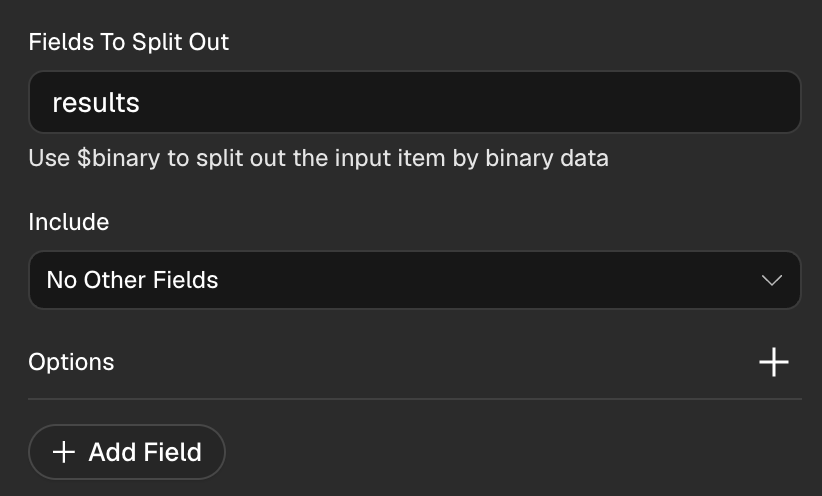 Fields To Split Out
results
Use $binary to split out the input item by binary data
Include
No Other Fields
Options
Add Field